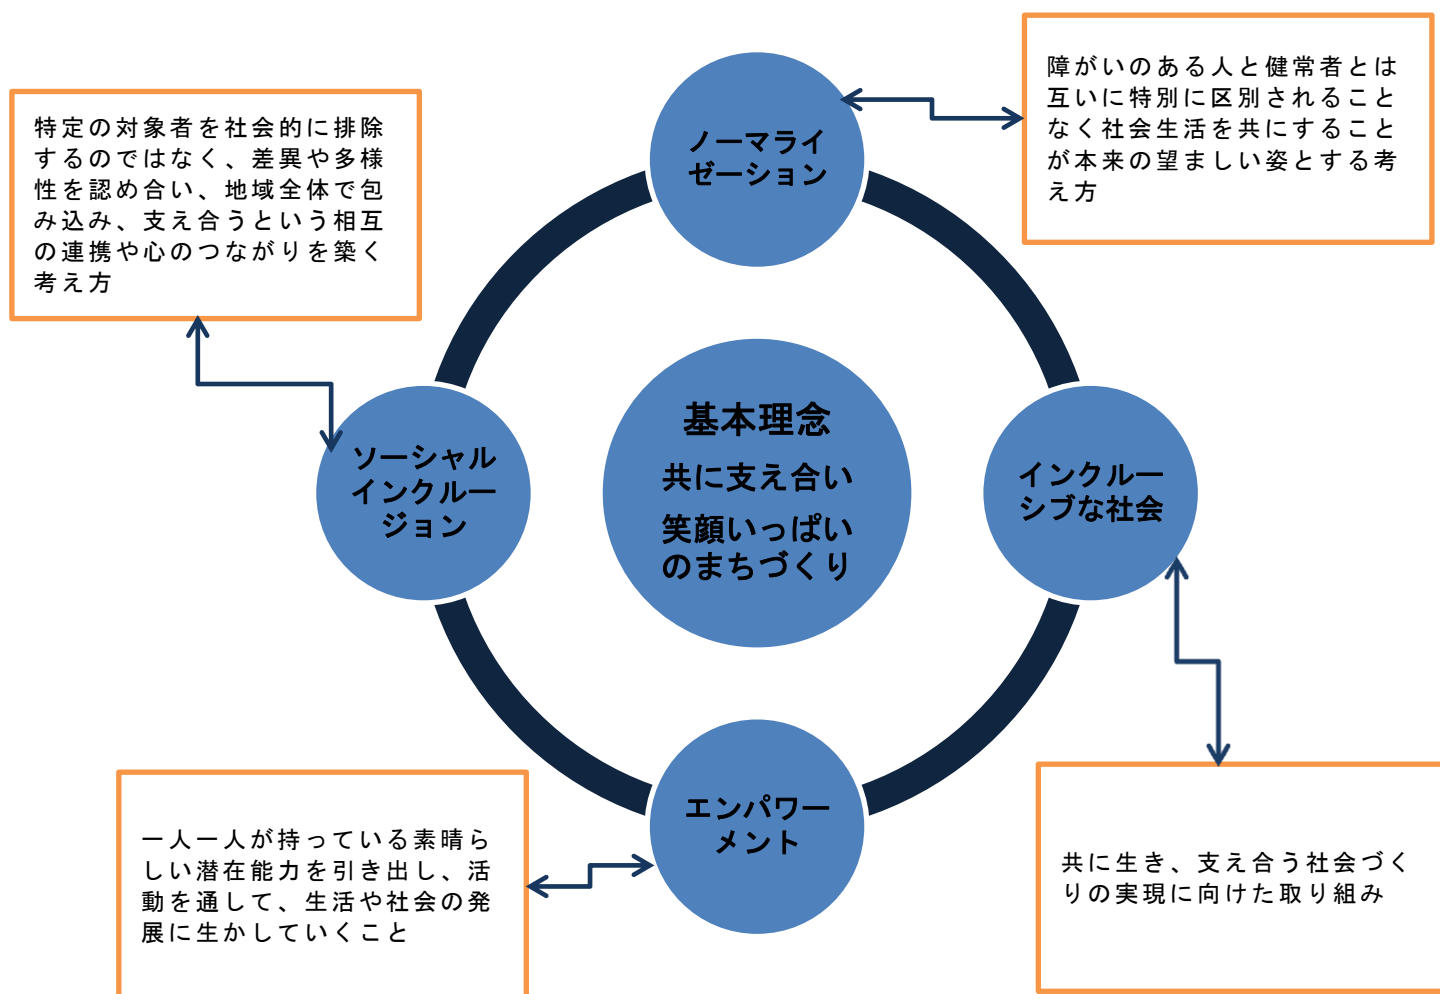 障がいのある人と健常者とは
互いに特別に区別されること
なく社会生活を共にすること
が本来の望ましい姿とする考
え方
特定の対象者を社会的に排除
するのではなく、差異や多様
性を認め合い、地域全体で包
み込み、支え合うという相互
の連携や心のつながりを築く
考え方
ノーマライ
ゼーション
基本理念
共に支え合い
笑顔いっぱい
のまちづくり
ソーシャル
インクルー
ジョン
インクルー
シブな社会
エンパワー
メント
一人一人が持っている素晴ら
しい潜在能力を引き出し、活
動を通して、生活や社会の発
展に生かしていくこと
共に生き、支え合う社会づく
りの実現に向けた取り組み